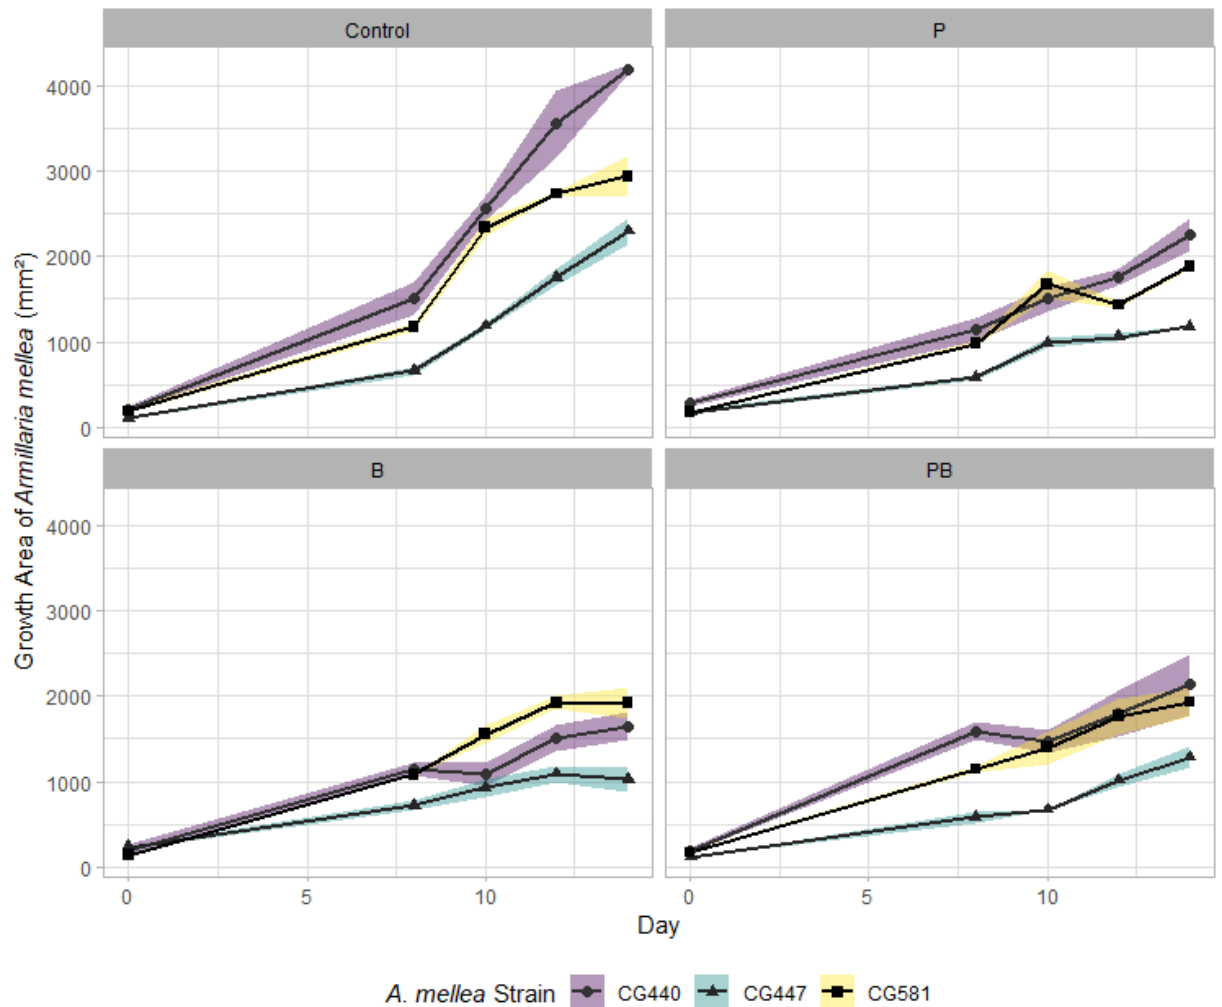 Control
P
Growth Area of Armillaria mellea (mm²)
4000
3000
2000
1000
0
B
PB
4000
3000
2000
1000
0
0
5
10
0
5
10
Day
A. mellea Strain
CG440
CG447
CG581